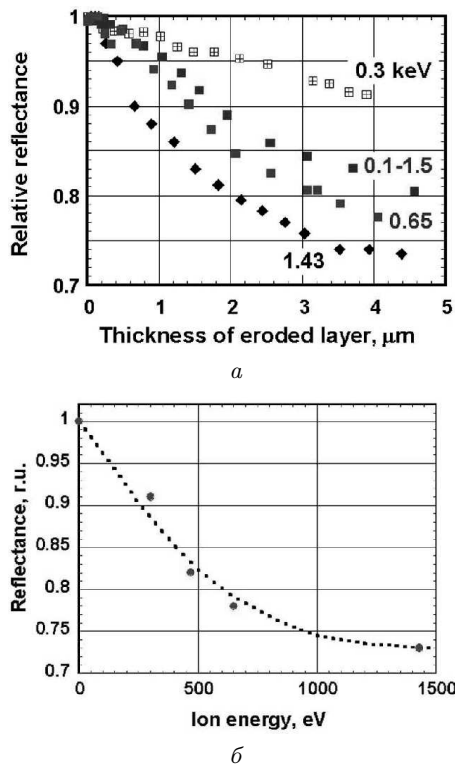 Relative reflectance
1
0.9
0.8
0.7
0.3 keV
0.1-1.5
0.65
1.43
0 1 2 3 4 5
Thickness of eroded layer, μm
а
Reflectance, r.u.
1
0.95
0.9
0.85
0.8
0.75
0.7
0 500 1000 1500
Ion energy, eV
б